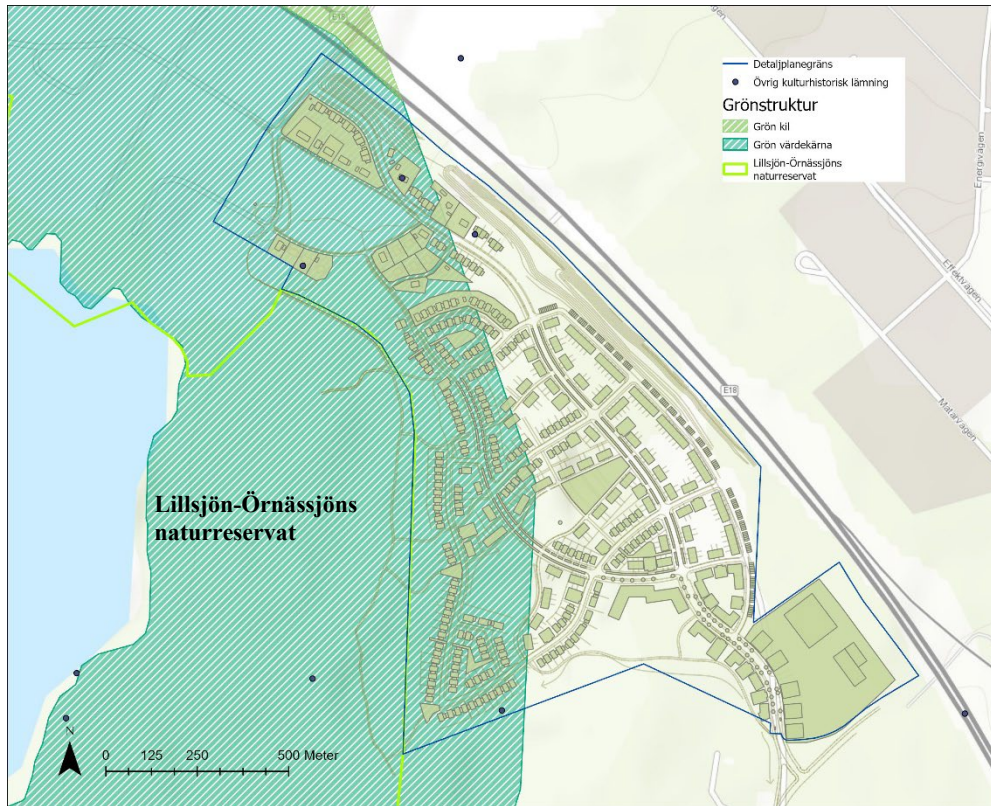 E18
Detaljplanegräns
Övrig kulturhistorisk lämning
Grönstruktur
Grön kil
Grön värdekärna
Lillsjön-Örnässjöns
naturreservat
Energivägen
Effektvägen
Matarvägen
E18
Lillsjön-Örnässjöns
naturreservat
N
0 125 250 500 Meter